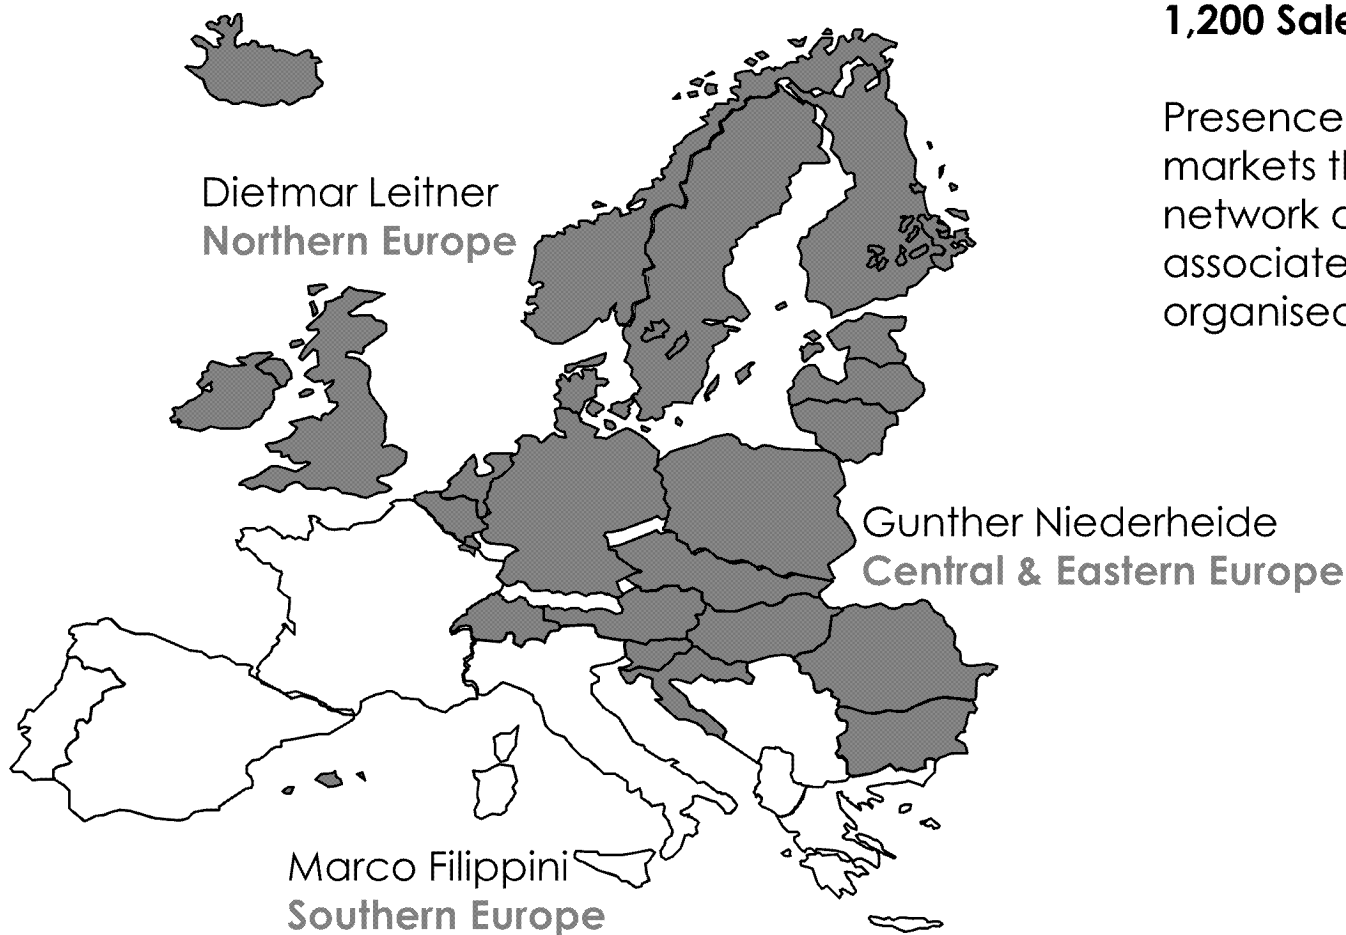 1,200 Sale
Presence
markets th
network o
associate
organised
Dietmar Leitner
Northern Europe
Gunther Niederheide
Central & Eastern Europe
Marco Filippini
Southern Europe